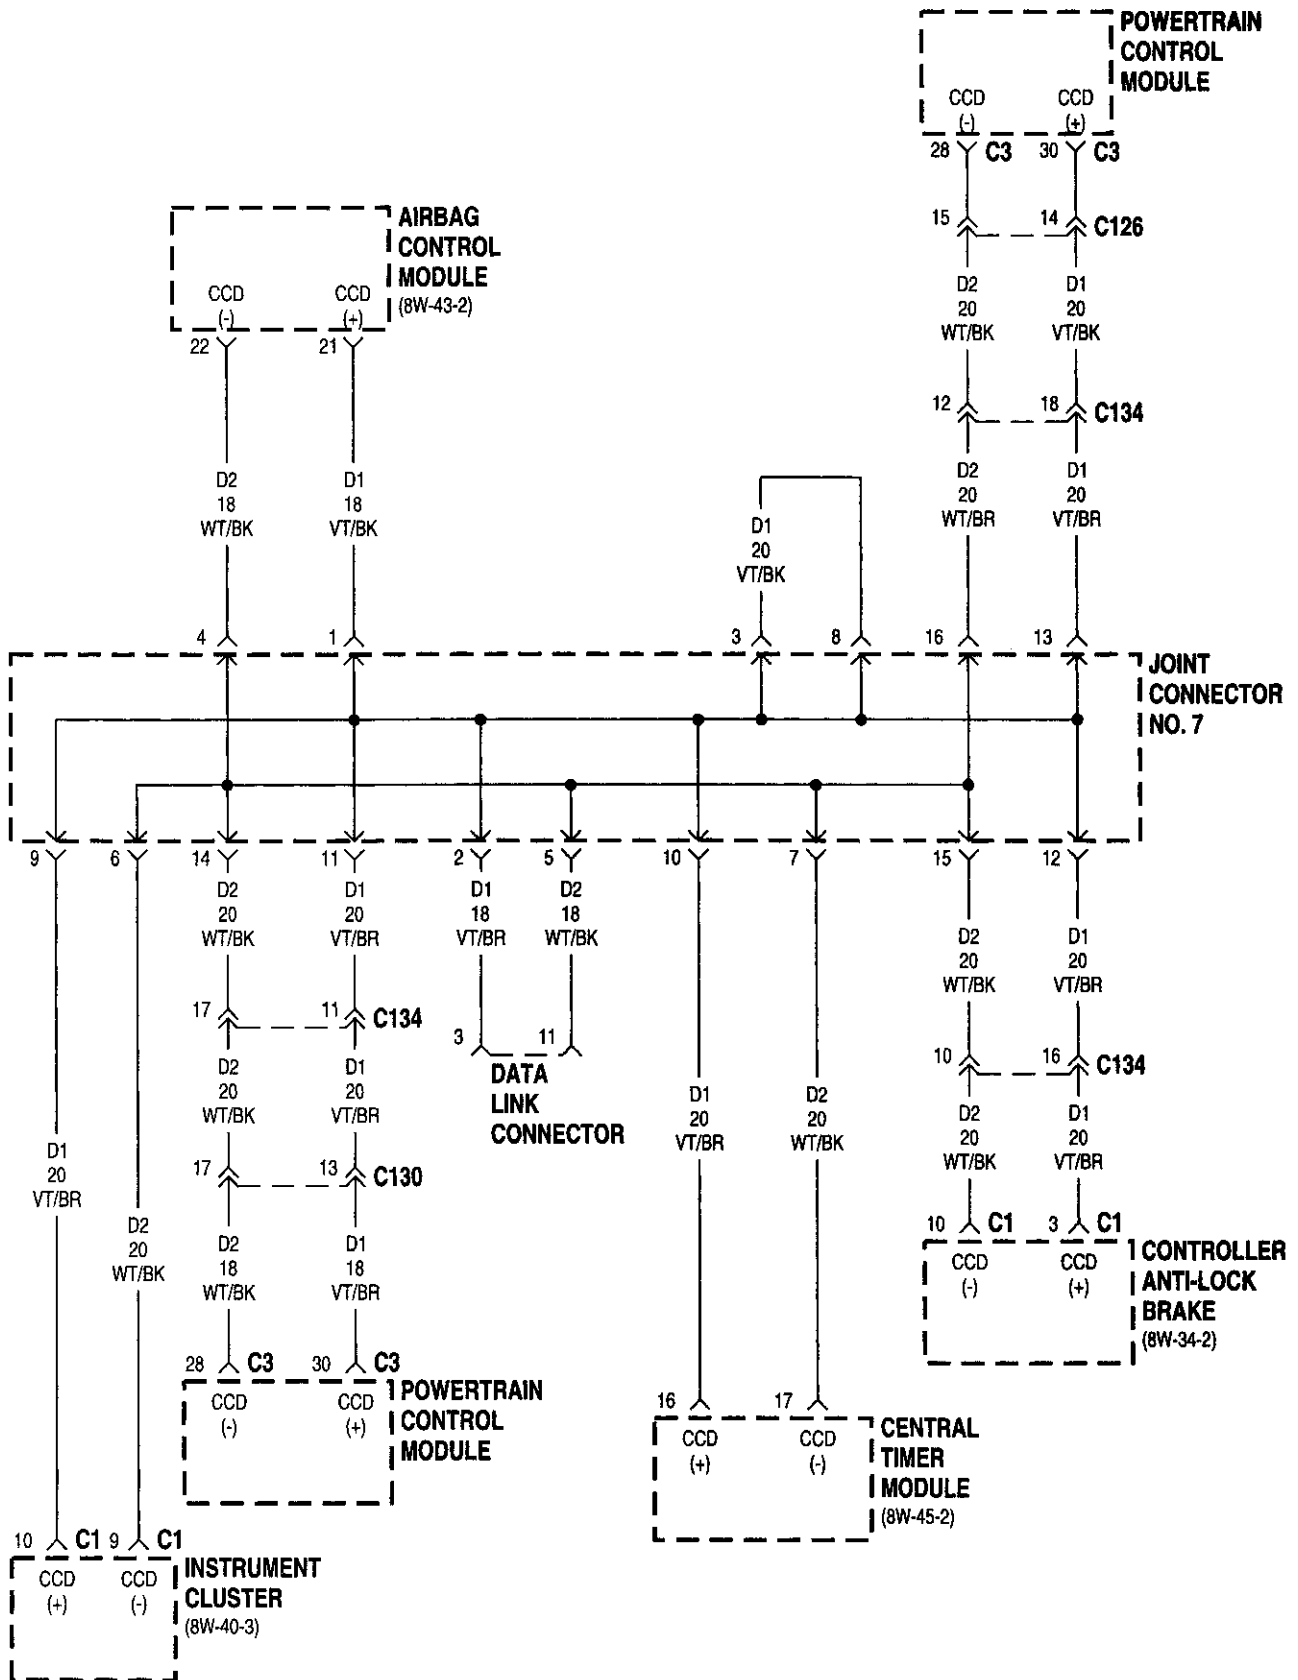 POWERTRAIN
CONTROL
MODULE
CCD
(-)
CCD
(+)
28
C3
30
C3
15
14
C126
D2
20
WT/BK
D1
20
VT/BK
12
18
C134
D2
20
WT/BR
D1
20
VT/BR
AIRBAG
CONTROL
MODULE
(8W-43-2)
CCD
(-)
CCD
(+)
22
21
D2
18
WT/BK
D1
18
VT/BK
D1
20
VT/BK
4
1
3
8
16
13
JOINT
CONNECTOR
NO. 7
9
6
14
11
2
5
10
7
15
12
D2
20
WT/BK
D1
20
VT/BR
D1
18
VT/BR
D2
18
WT/BK
D2
20
WT/BK
D1
20
VT/BR
17
11
C134
3
11
DATA
LINK
CONNECTOR
10
16
C134
D2
20
WT/BK
D1
20
VT/BR
D1
20
VT/BR
D2
20
WT/BK
D2
20
WT/BK
D1
20
VT/BR
D1
20
VT/BR
17
13
C130
D2
20
WT/BK
D2
18
WT/BK
D1
18
VT/BR
10
C1
3
C1
CCD
(-)
CCD
(+)
CONTROLLER
ANTI-LOCK
BRAKE
(8W-34-2)
28
C3
30
C3
CCD
(-)
CCD
(+)
POWERTRAIN
CONTROL
MODULE
16
17
CCD
(+)
CCD
(-)
CENTRAL
TIMER
MODULE
(8W-45-2)
10
C1
9
C1
CCD
(+)
CCD
(-)
INSTRUMENT
CLUSTER
(8W-40-3)